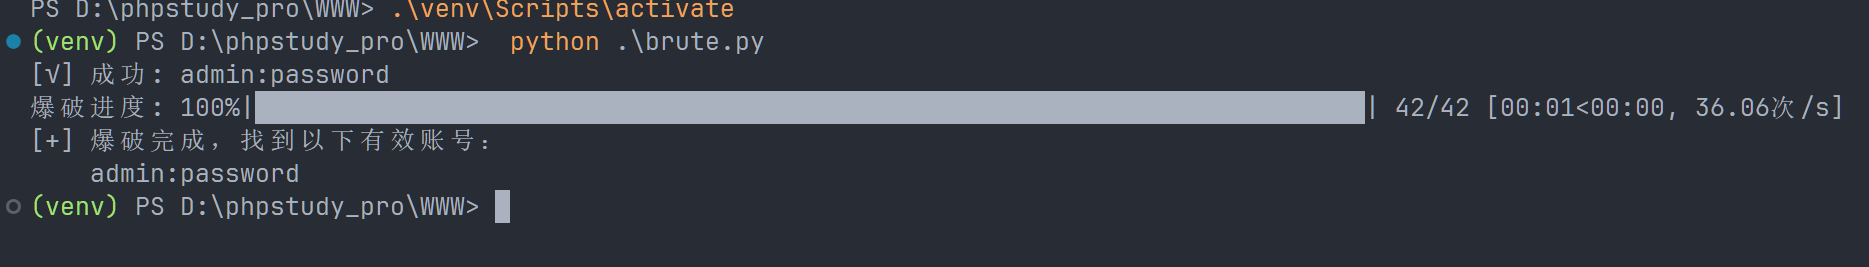 PS D:\phpstudy_pro\WWW> .\venv\Scripts\activate
(venv) PS D:\phpstudy_pro\WWW>  python .\brute.py
[√] 成功: admin:password
爆破进度: 100%|| 42/42 [00:01<00:00, 36.06次/s]
[+] 爆破完成，找到以下有效账号:
    admin:password
(venv) PS D:\phpstudy_pro\WWW>